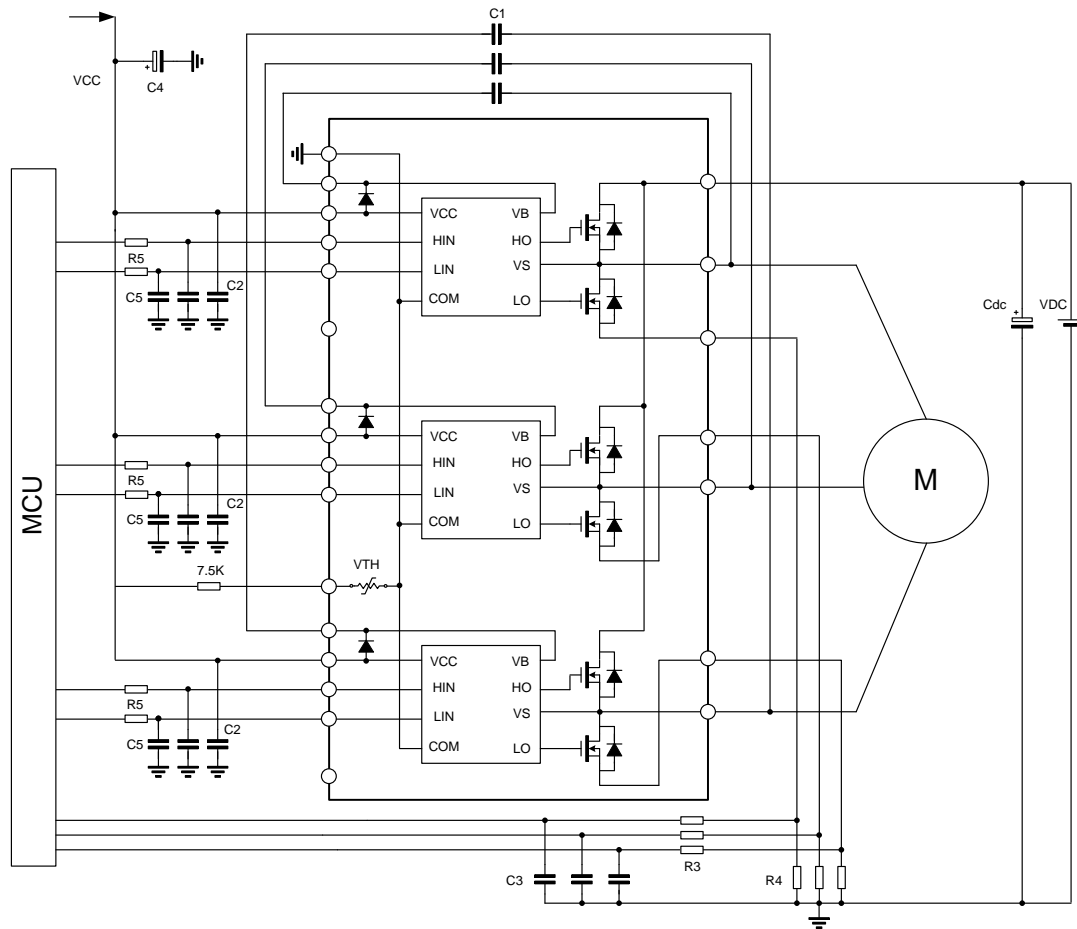 C1
VCC
C4
VCC VB
HIN HO
LIN VS
COM LO
R5
C5
C2
Cdc
+
VDC
+
VCC VB
HIN HO
LIN VS
COM LO
R5
C5
C2
MCU
M
7.5K
VTH
VCC VB
HIN HO
LIN VS
COM LO
R5
C5
C2
R3
C3
R4